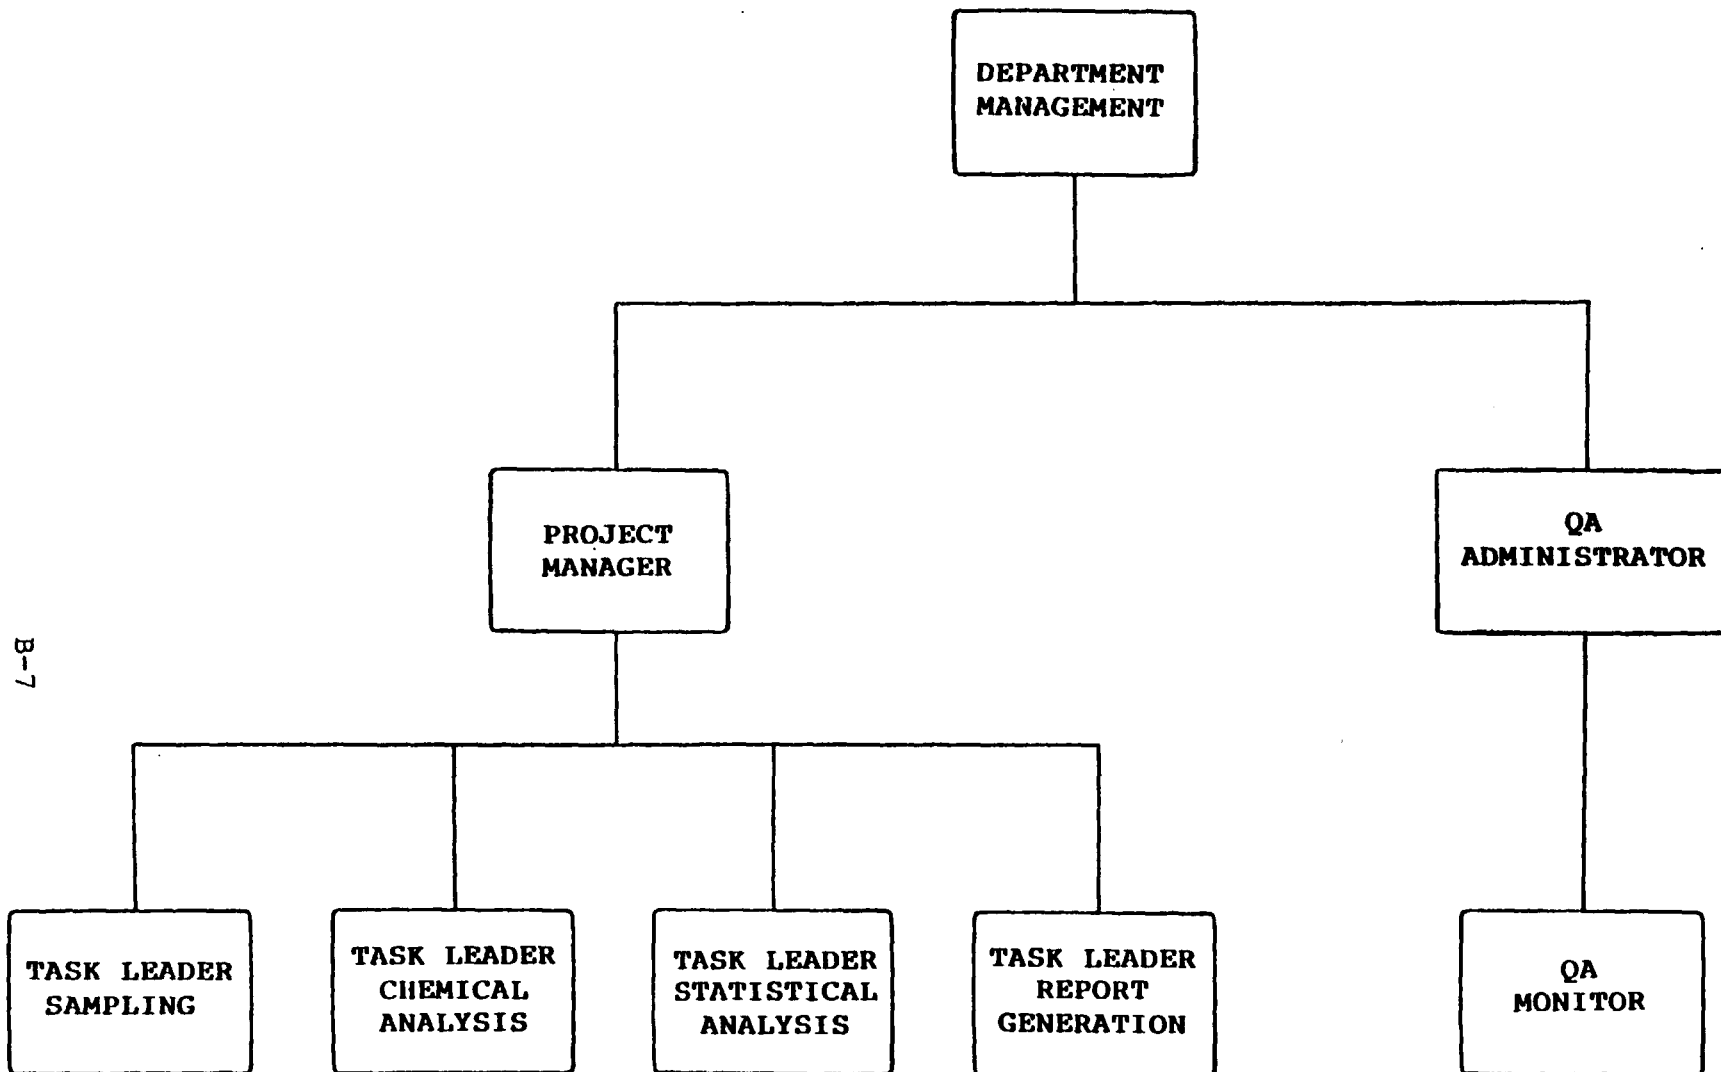 DEPARTMENT
MANAGEMENT
PROJECT
MANAGER
QA
ADMINISTRATOR
B-7
TASK LEADER
SAMPLING
TASK LEADER
CHEMICAL
ANALYSIS
TASK LEADER
STATISTICAL
ANALYSIS
TASK LEADER
REPORT
GENERATION
QA
MONITOR